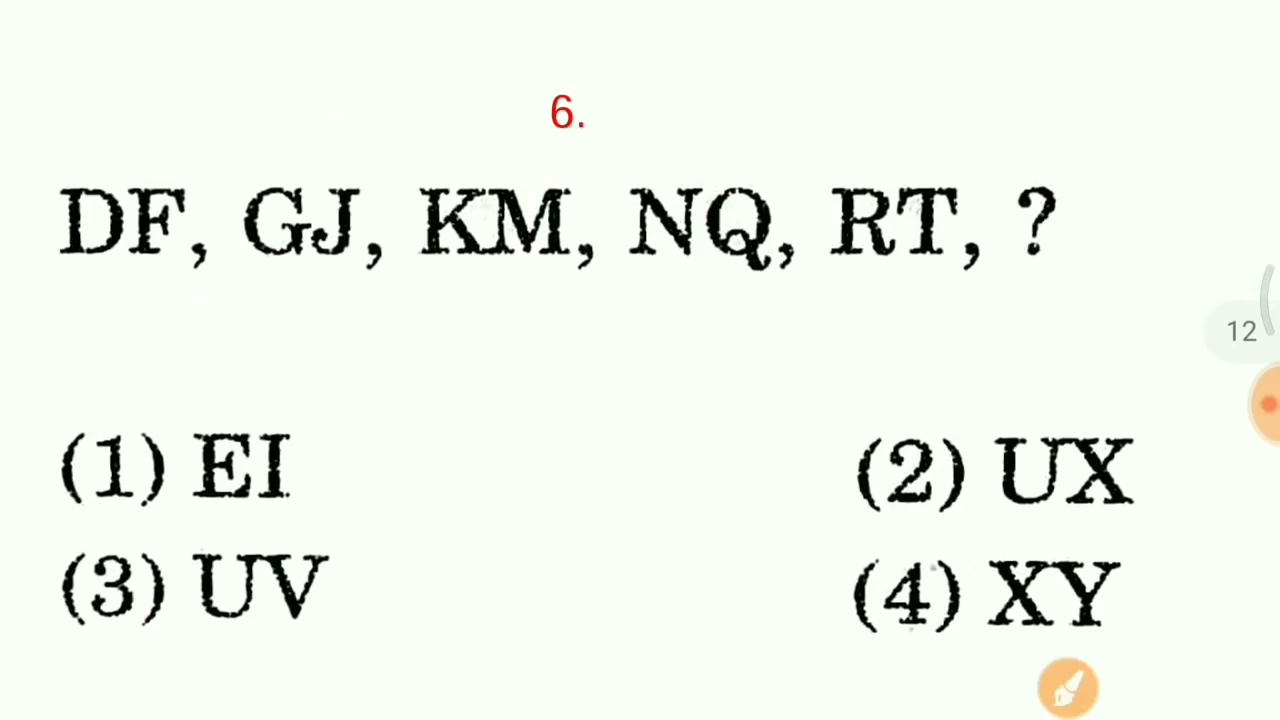 6.
DF, GJ, KM, NQ, RT, ?
12
(1) EI (2) UX
(3) UV (4) XY